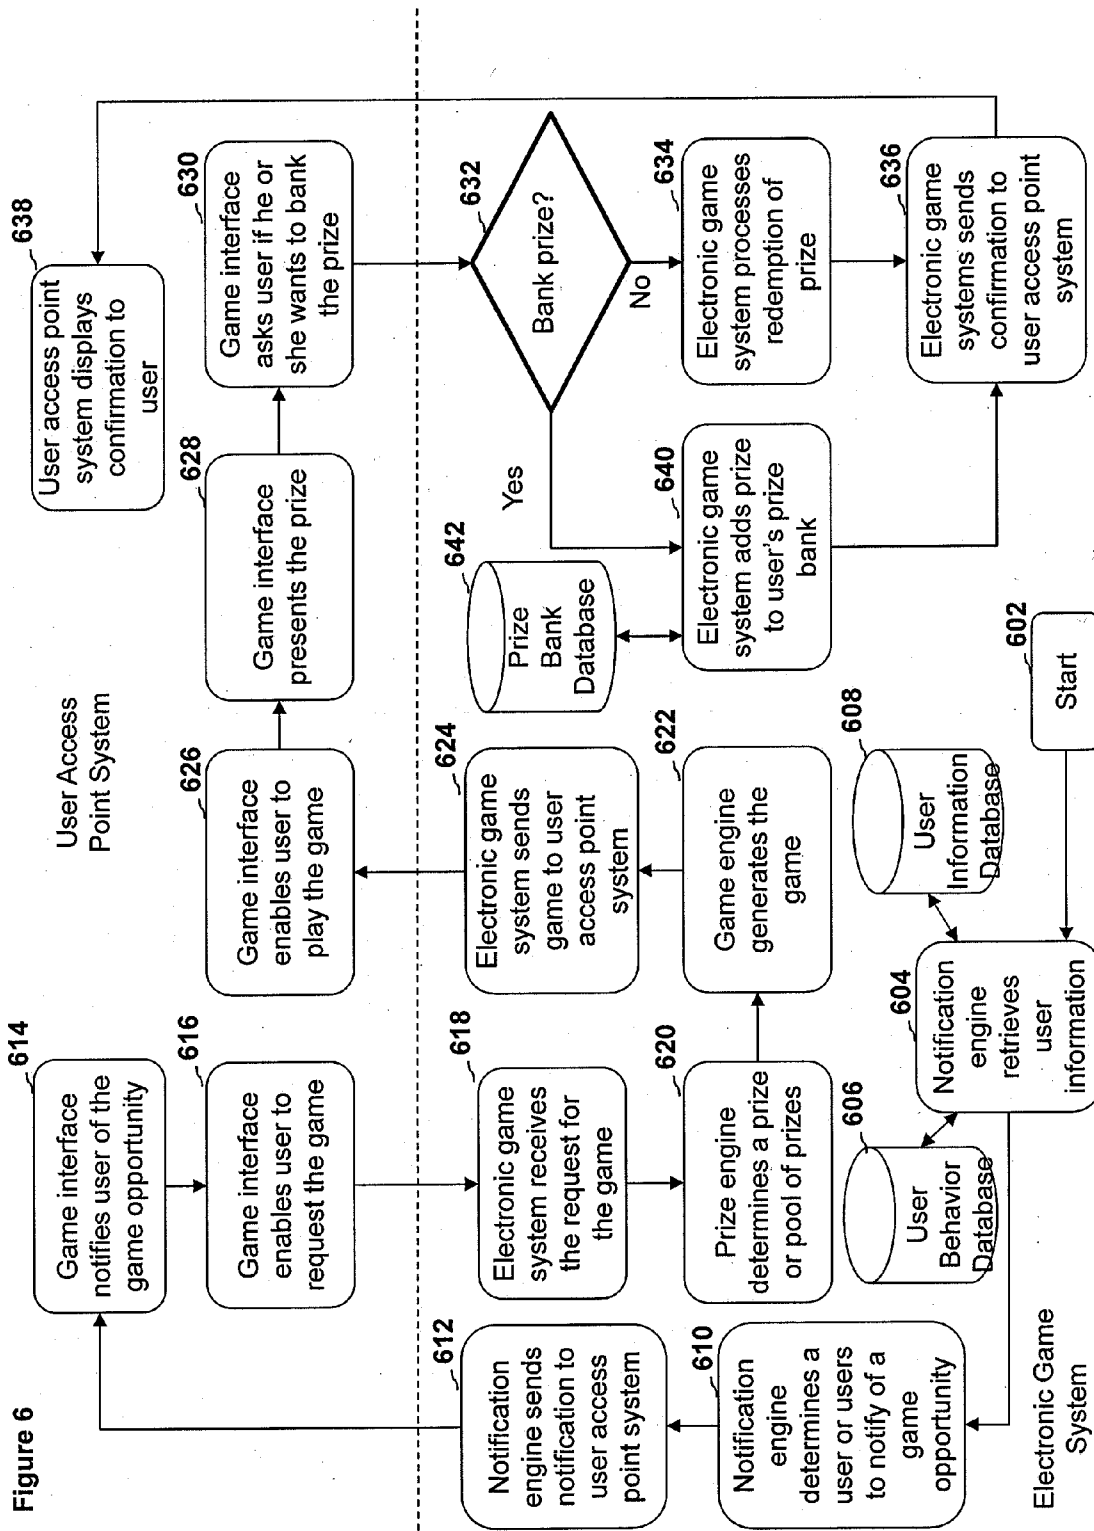 Figure 6
614
Game interface
notifies user of the
game opportunity
616
Game interface
enables user to
request the game
User Access
Point System
626
Game interface
enables user to
play the game
628
Game interface
presents the prize
630
Game interface
asks user if he or
she wants to bank
the prize
638
User access point
system displays
confirmation to
user
612
Notification
engine sends
notification to
user access
point system
610
Notification
engine
determines a
user or users
to notify of a
game
opportunity
618
Electronic game
system receives
the request for
the game
620
Prize engine
determines a prize
or pool of prizes
624
Electronic game
system sends
game to user
access point
system
622
Game engine
generates the
game
642
Prize
Bank
Database
Yes
640
Electronic game
system adds prize
to user's prize
bank
632
Bank prize?
No
634
Electronic game
system processes
redemption of
prize
636
Electronic game
systems sends
confirmation to
user access point
system
606
User
Behavior
Database
604
Notification
engine
retrieves
user
information
608
User
Information
Database
602
Start
Electronic Game
System